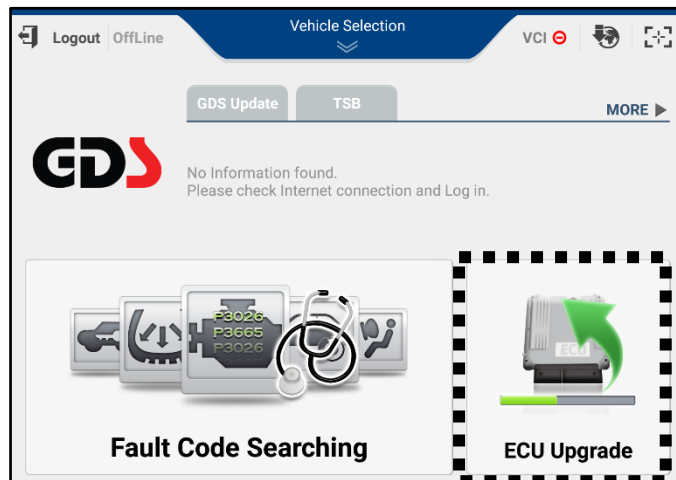 Logout OffLine
Vehicle Selection
VCI
GDS Update TSB
MORE
GDS
No Information found.
Please check Internet connection and Log in.
P3026
P3665
P3026
ECU
Fault Code Searching
ECU Upgrade